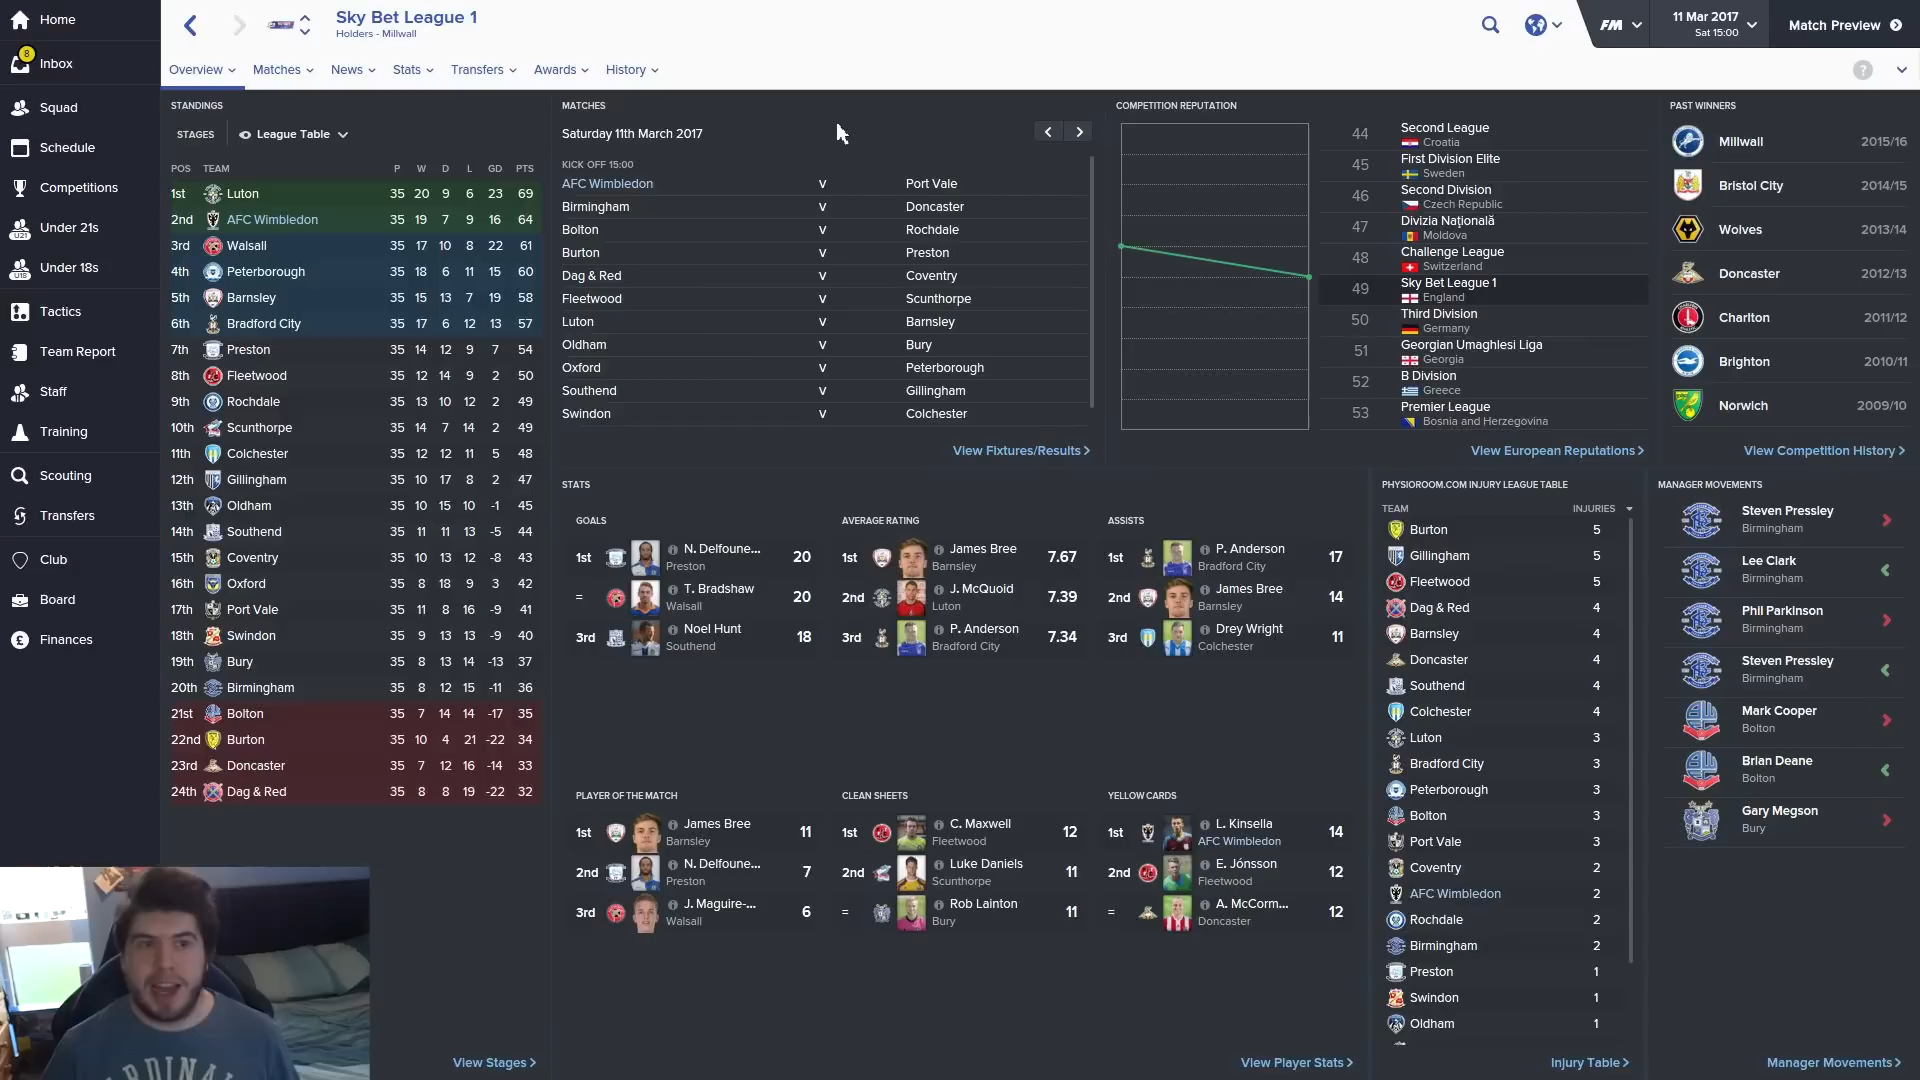 Home
Inbox
8
Squad
Schedule
Competitions
Under 21s
Under 18s
Tactics
Team Report
Staff
Training
Scouting
Transfers
Club
Board
Finances
Sky Bet League 1
Holders - Millwall
FM
11 Mar 2017
Sat 15:00
Match Preview
Overview Matches News Stats Transfers Awards History
?
STANDINGS
STAGES League Table
POS TEAM P W D L GD PTS
1st Luton 35 20 9 6 23 69
2nd AFC Wimbledon 35 19 7 9 16 64
3rd Walsall 35 17 10 8 22 61
4th Peterborough 35 18 6 11 15 60
5th Barnsley 35 15 13 7 19 58
6th Bradford City 35 17 6 12 13 57
7th Preston 35 14 12 9 7 54
8th Fleetwood 35 12 14 9 2 50
9th Rochdale 35 13 10 12 2 49
10th Scunthorpe 35 14 7 14 2 49
11th Colchester 35 12 12 11 5 48
12th Gillingham 35 10 17 8 2 47
13th Oldham 35 10 15 10 -1 45
14th Southend 35 11 11 13 -5 44
15th Coventry 35 10 13 12 -8 43
16th Oxford 35 8 18 9 3 42
17th Port Vale 35 11 8 16 -9 41
18th Swindon 35 9 13 13 -9 40
19th Bury 35 8 13 14 -13 37
20th Birmingham 35 8 12 15 -11 36
21st Bolton 35 7 14 14 -17 35
22nd Burton 35 10 4 21 -22 34
23rd Doncaster 35 7 12 16 -14 33
24th Dag & Red 35 8 8 19 -22 32
View Stages >
MATCHES
Saturday 11th March 2017
KICK OFF 15:00
AFC Wimbledon v Port Vale
Birmingham v Doncaster
Bolton v Rochdale
Burton v Preston
Dag & Red v Coventry
Fleetwood v Scunthorpe
Luton v Barnsley
Oldham v Bury
Oxford v Peterborough
Southend v Gillingham
Swindon v Colchester
View Fixtures/Results >
COMPETITION REPUTATION
44 Second League
Croatia
45 First Division Elite
Sweden
46 Second Division
Czech Republic
47 Divizia Naţională
Moldova
48 Challenge League
Switzerland
49 Sky Bet League 1
England
50 Third Division
Germany
51 Georgian Umaghlesi Liga
Georgia
52 B Division
Greece
53 Premier League
Bosnia and Herzegovina
View European Reputations >
PAST WINNERS
Millwall 2015/16
Bristol City 2014/15
Wolves 2013/14
Doncaster 2012/13
Charlton 2011/12
Brighton 2010/11
Norwich 2009/10
View Competition History >
STATS
GOALS
1st N. Delfoune... 20
Preston
= T. Bradshaw 20
Walsall
3rd Noel Hunt 18
Southend
AVERAGE RATING
1st James Bree 7.67
Barnsley
2nd J. McQuoid 7.39
Luton
3rd P. Anderson 7.34
Bradford City
ASSISTS
1st P. Anderson 17
Bradford City
2nd James Bree 14
Barnsley
3rd Drey Wright 11
Colchester
PLAYER OF THE MATCH
1st James Bree 11
Barnsley
2nd N. Delfoune... 7
Preston
3rd J. Maguire-... 6
Walsall
CLEAN SHEETS
1st C. Maxwell 12
Fleetwood
2nd Luke Daniels 11
Scunthorpe
= Rob Lainton 11
Bury
YELLOW CARDS
1st L. Kinsella 14
AFC Wimbledon
2nd E. Jónsson 12
Fleetwood
= A. McCorm... 12
Doncaster
View Player Stats >
PHYSIOROOM.COM INJURY LEAGUE TABLE
TEAM INJURIES
Burton 5
Gillingham 5
Fleetwood 5
Dag & Red 4
Barnsley 4
Doncaster 4
Southend 4
Colchester 4
Luton 3
Bradford City 3
Peterborough 3
Bolton 3
Port Vale 3
Coventry 2
AFC Wimbledon 2
Rochdale 2
Birmingham 2
Preston 1
Swindon 1
Oldham 1
Injury Table >
MANAGER MOVEMENTS
Steven Pressley
Birmingham
Lee Clark
Birmingham
Phil Parkinson
Birmingham
Steven Pressley
Birmingham
Mark Cooper
Bolton
Brian Deane
Bolton
Gary Megson
Bury
Manager Movements >